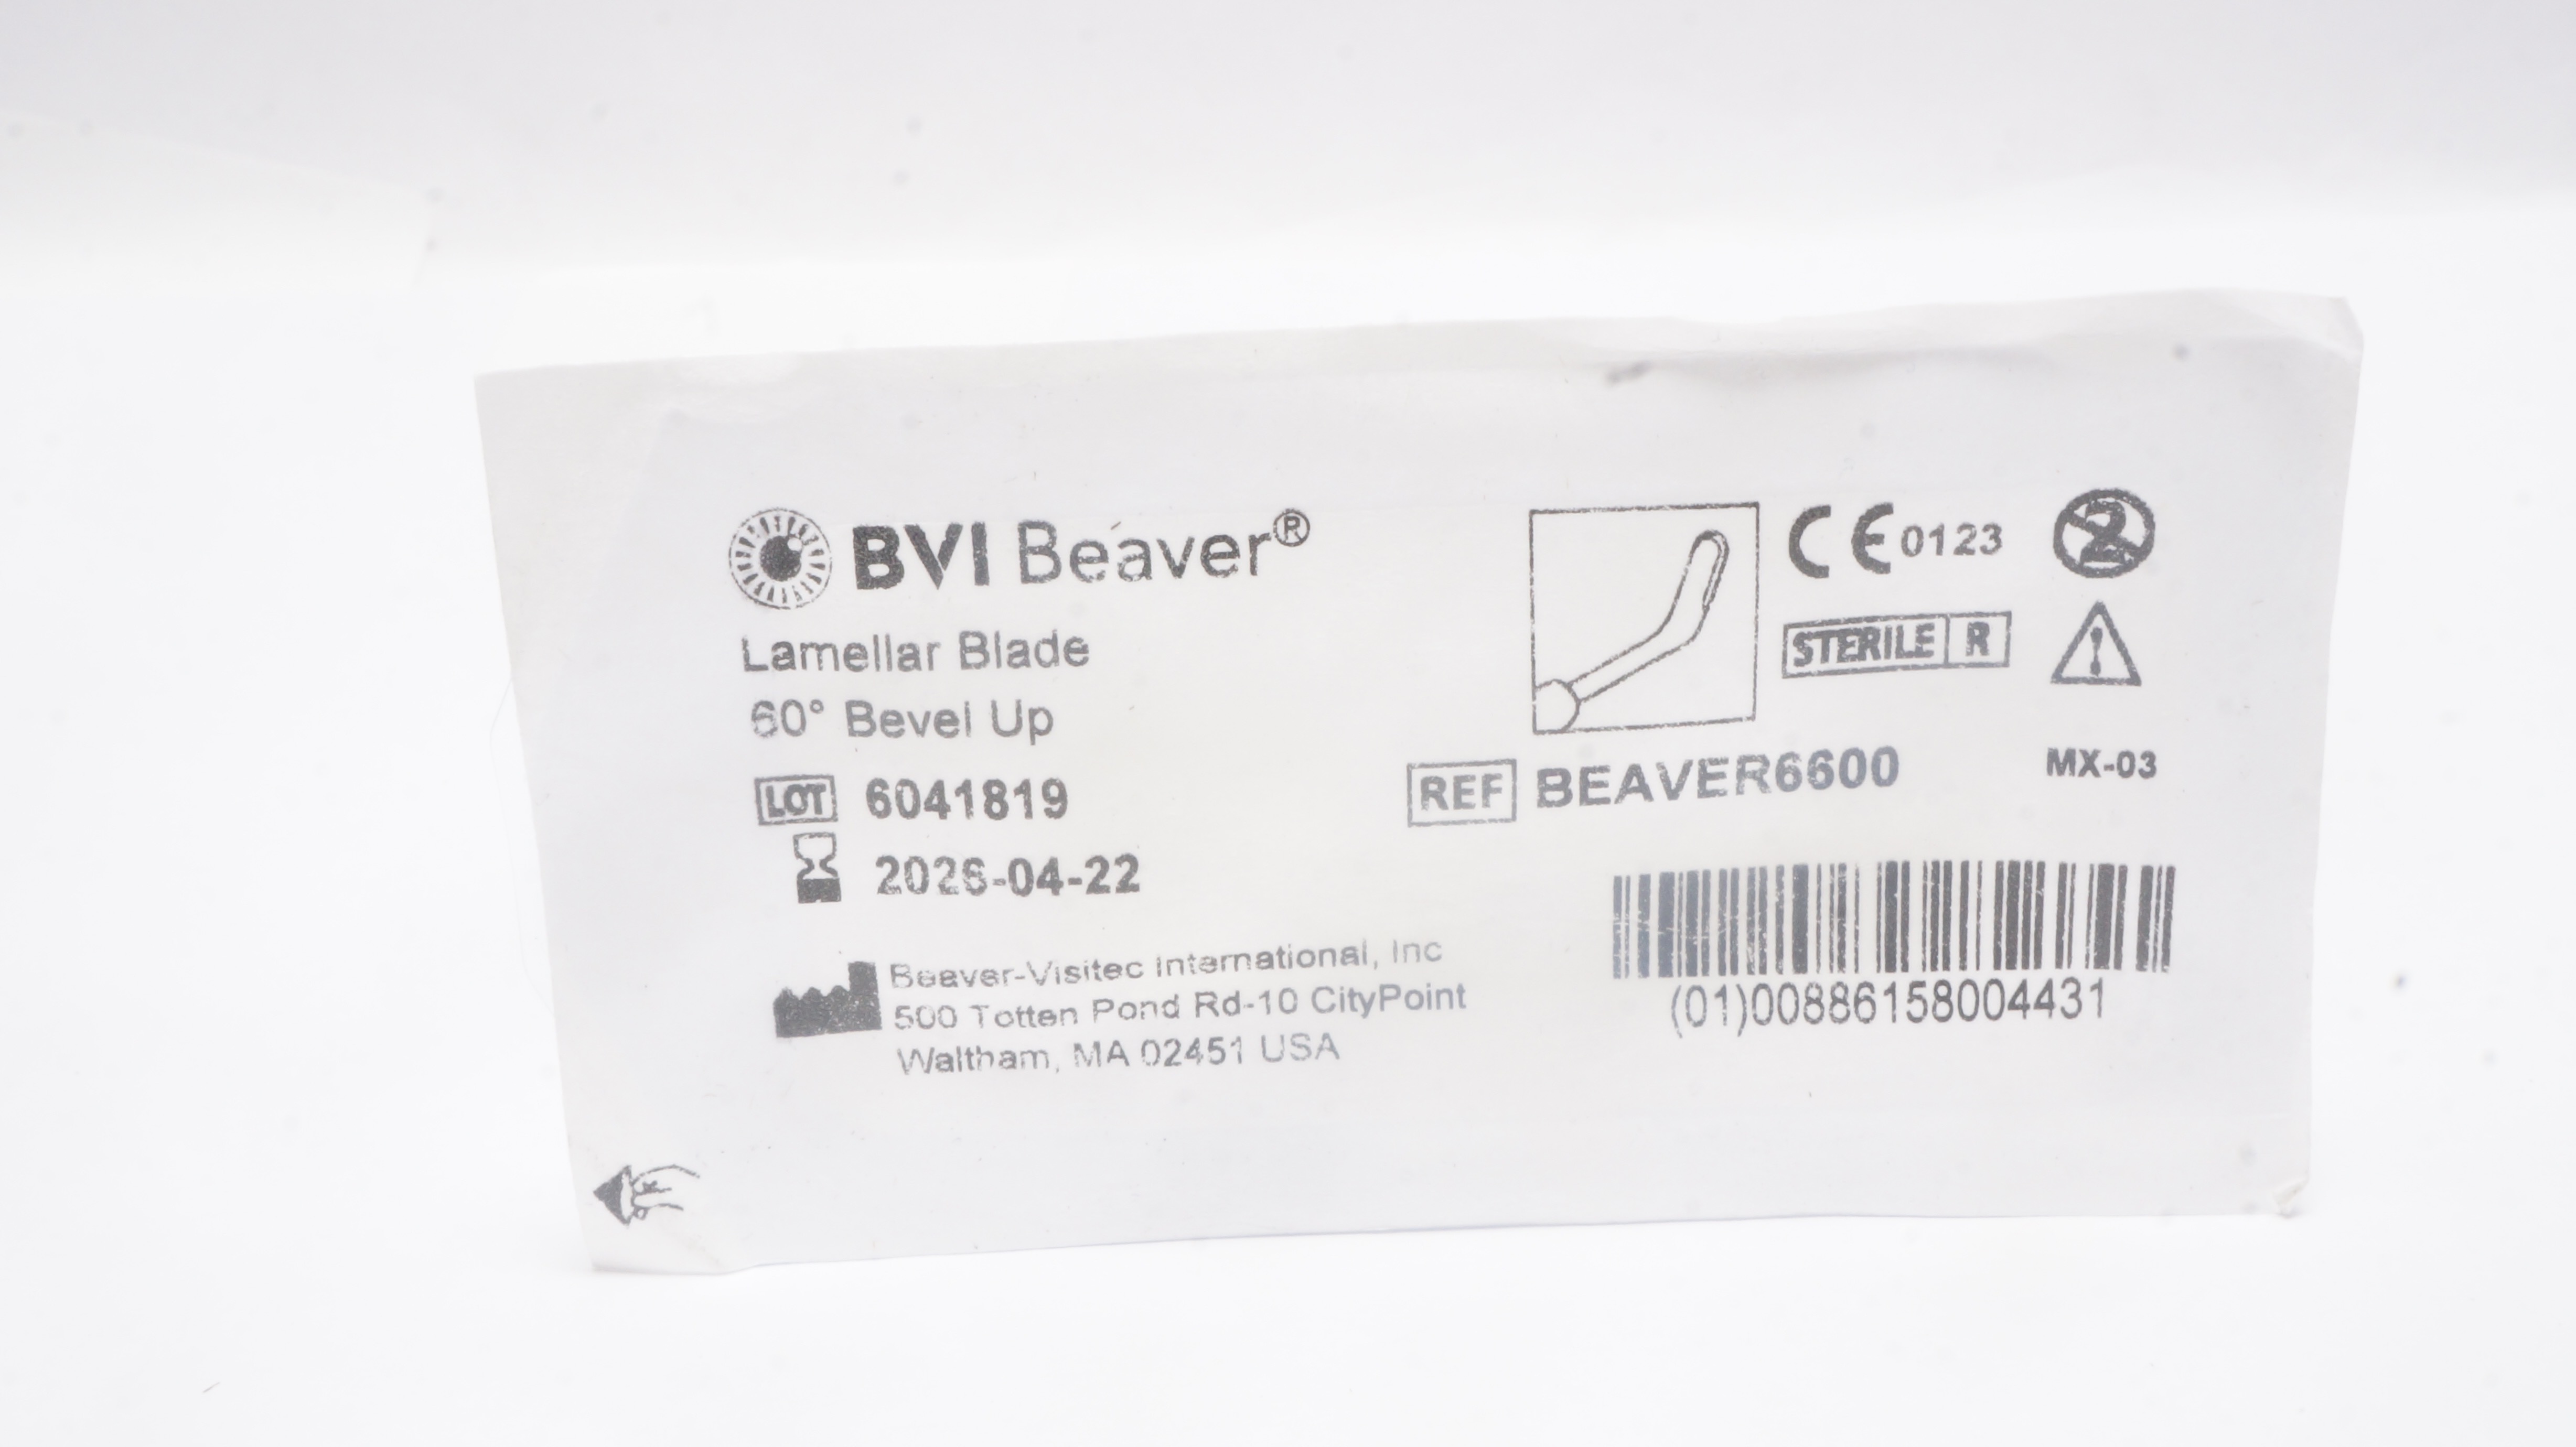 BVI Beaver®
Lamellar Blade
60° Bevel Up
LOT 6041819
2026-04-22
Beaver-Visitec International, Inc
500 Totten Pond Rd-10 CityPoint
Waltham, MA 02451 USA
CE 0123
2
STERILE R
!
REF BEAVER6600
MX-03
(01)00886158004431